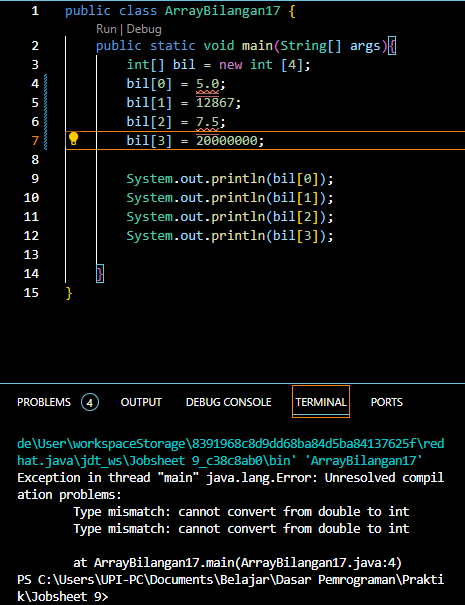 1 public class ArrayBilangan17 {
Run | Debug
2 public static void main(String[] args){
3 int[] bil = new int [4];
4 bil[0] = 5.0;
5 bil[1] = 12867;
6 bil[2] = 7.5;
7 bil[3] = 20000000;
8
9 System.out.println(bil[0]);
10 System.out.println(bil[1]);
11 System.out.println(bil[2]);
12 System.out.println(bil[3]);
13
14 }
15 }
PROBLEMS 4 OUTPUT DEBUG CONSOLE TERMINAL PORTS
de\User\workspaceStorage\8391968c8d9dd68ba84d5ba84137625f\red
hat.java\jdt_ws\Jobsheet 9_c38c8ab0\bin' 'ArrayBilangan17'
Exception in thread "main" java.lang.Error: Unresolved compil
ation problems:
Type mismatch: cannot convert from double to int
Type mismatch: cannot convert from double to int
at ArrayBilangan17.main(ArrayBilangan17.java:4)
PS C:\Users\UPI-PC\Documents\Belajar\Dasar Pemrograman\Prakti
k\Jobsheet 9>